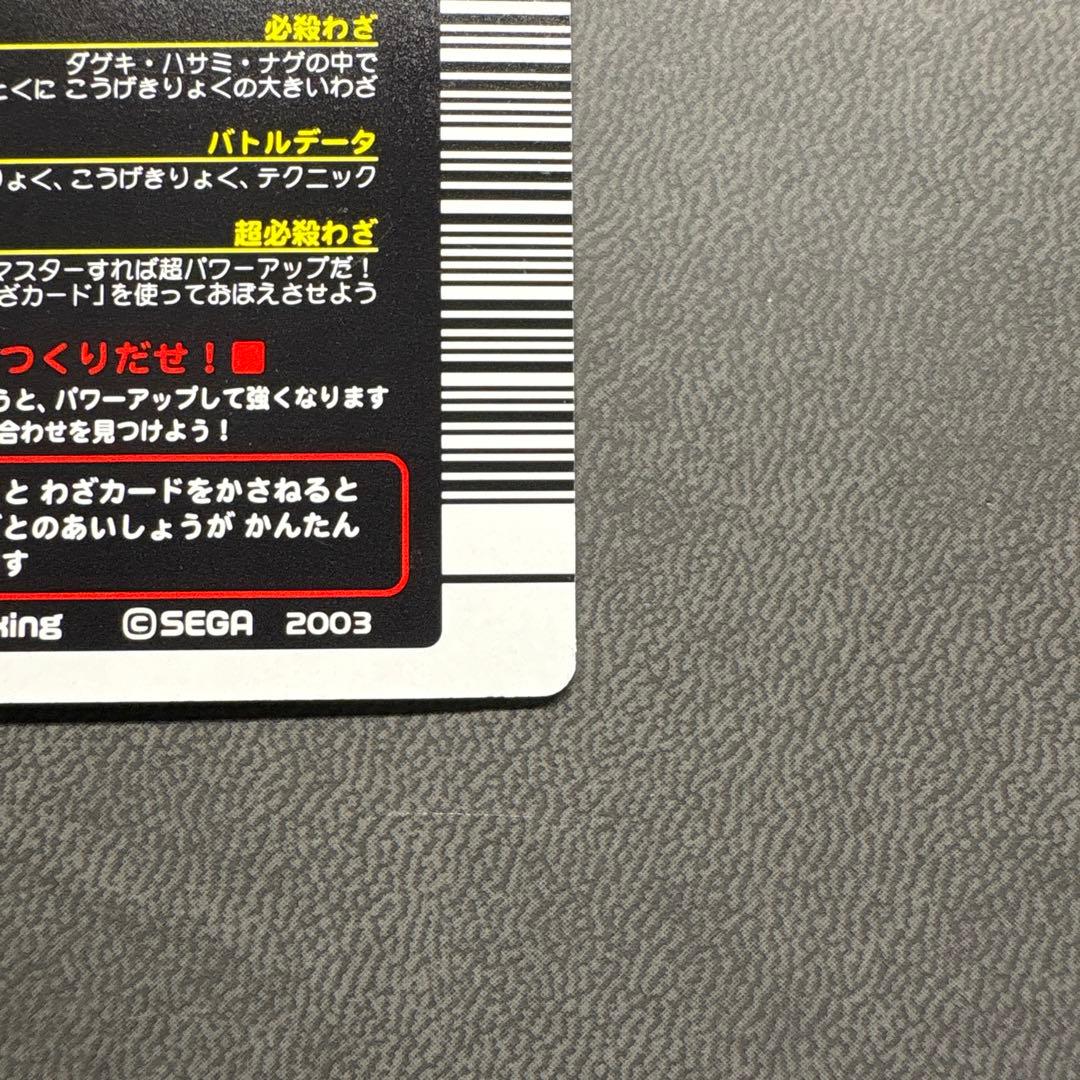 必殺わざ
ダゲキ・ハサミ・ナゲの中で
とくに こうげきりょくの大きいわざ
バトルデータ
りょく、こうげきりょく、テクニック
超必殺わざ
マスターすれば超パワーアップだ！
ざカード」を使っておぼえさせよう
つくりだせ！■
うと、パワーアップして強くなります
合わせを見つけよう！
と わざカードをかさねると
とのあいしょうが かんたん
す
king ©SEGA 2003